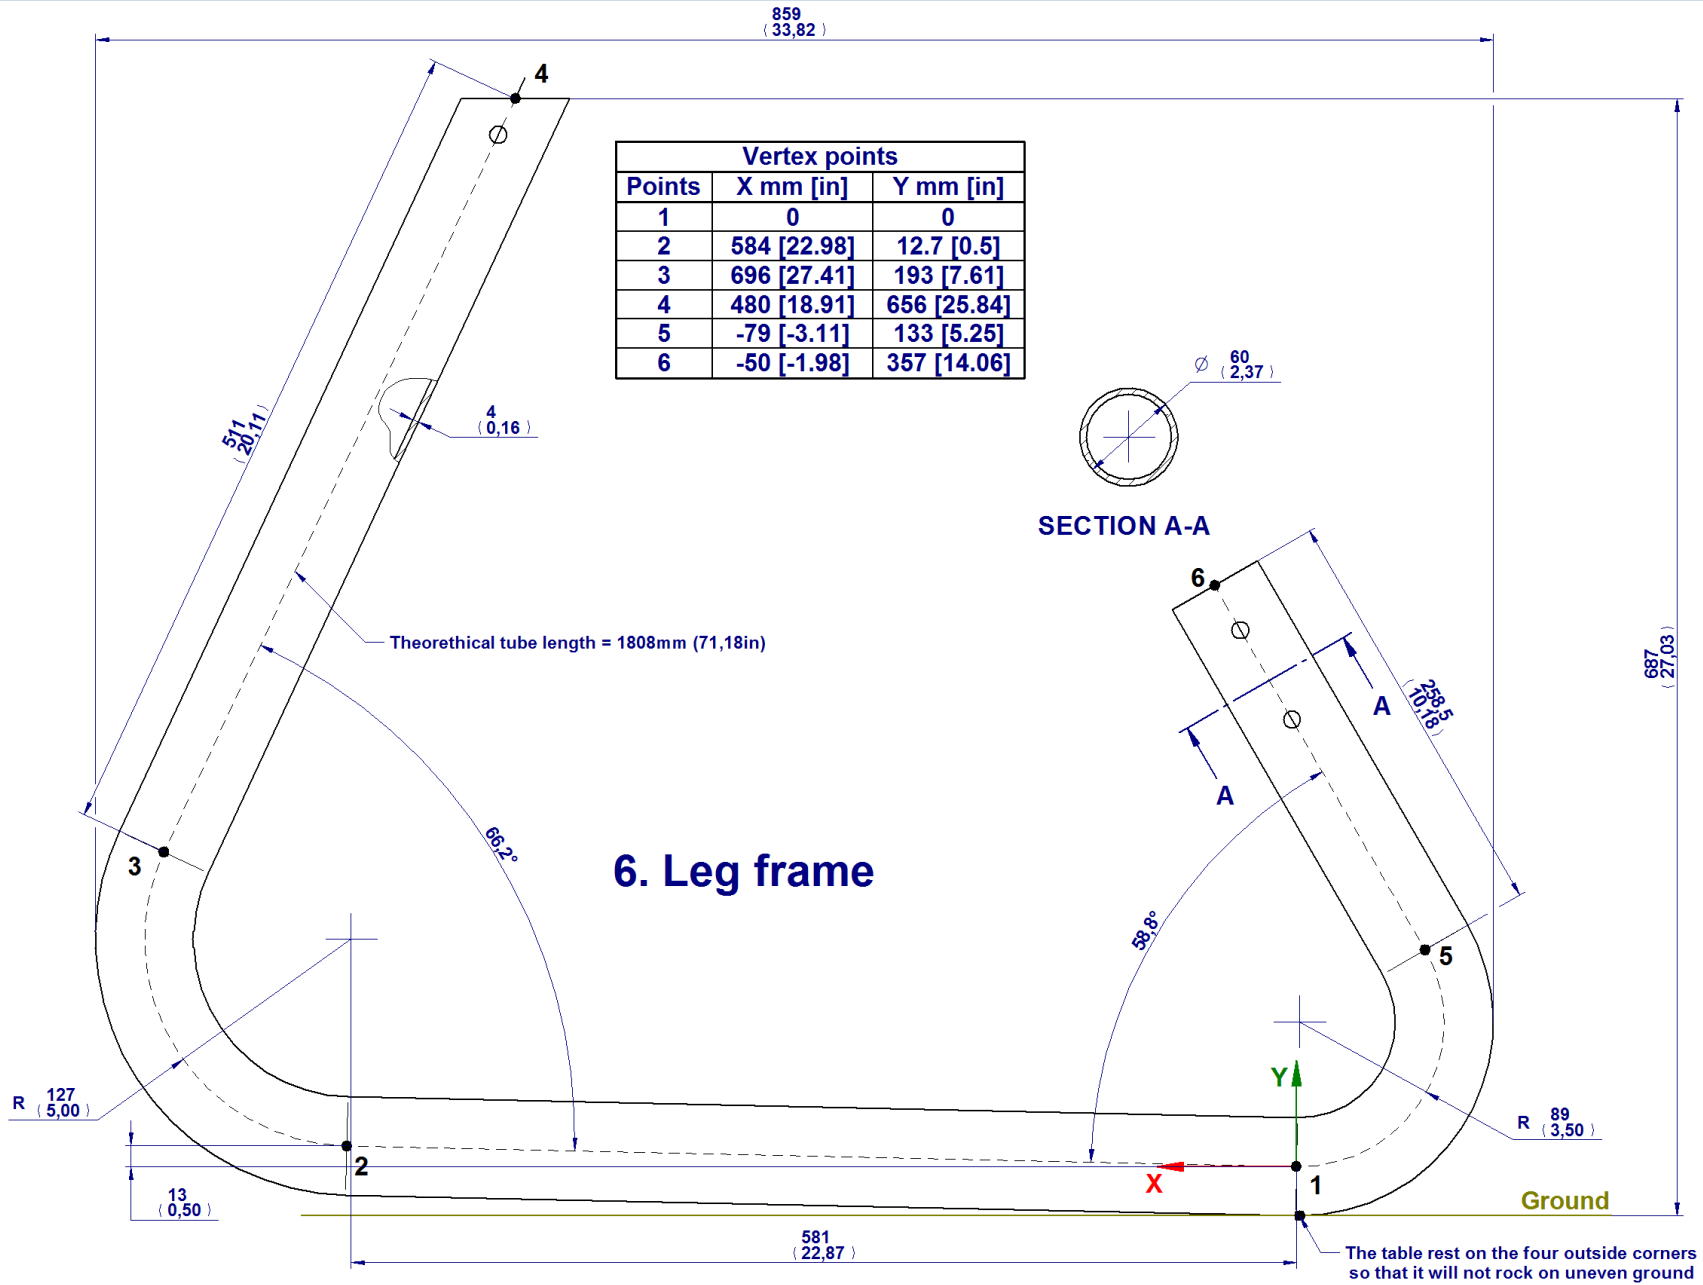 859
( 33,82 )
4
Vertex points
Points X mm [in] Y mm [in]
1 0 0
2 584 [22.98] 12.7 [0.5]
3 696 [27.41] 193 [7.61]
4 480 [18.91] 656 [25.84]
5 -79 [-3.11] 133 [5.25]
6 -50 [-1.98] 357 [14.06]
∅ 60
( 2,37 )
4
( 0,16 )
511
( 20,11 )
SECTION A-A
6
Theorethical tube length = 1808mm (71,18in)
687
( 27,03 )
258,5
( 10,18 )
A
A
66,2°
3
6. Leg frame
58,8°
5
Y
R 127
( 5,00 )
R 89
( 3,50 )
2
X
1
13
( 0,50 )
Ground
581
( 22,87 )
The table rest on the four outside corners
so that it will not rock on uneven ground